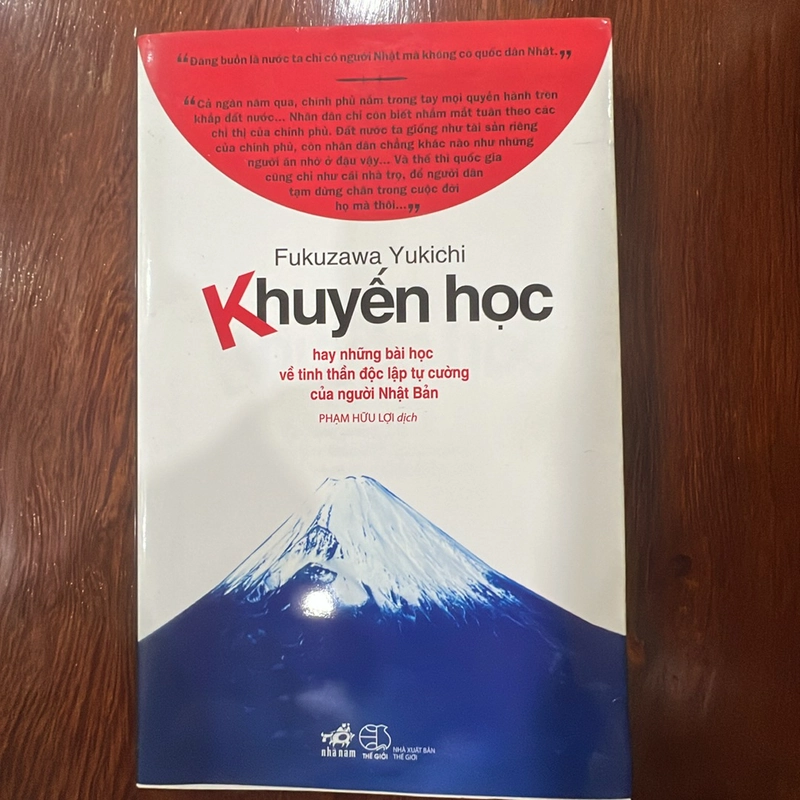 “Đáng buồn là nước ta chỉ có người Nhật mà không có quốc dân Nhật.”
“Cả ngàn năm qua, chính phủ nắm trong tay mọi quyền hành trên
khắp đất nước... Nhân dân chỉ còn biết nhắm mắt tuân theo các
chỉ thị của chính phủ. Đất nước ta giống như tài sản riêng
của chính phủ, còn nhân dân chẳng khác nào như những
người ăn nhờ ở đậu vậy... Và thế thì quốc gia
cũng chỉ như cái nhà trọ, để người dân
tạm dừng chân trong cuộc đời
họ mà thôi...”
Fukuzawa Yukichi
Khuyến học
hay những bài học
về tinh thần độc lập tự cường
của người Nhật Bản
PHẠM HỮU LỢI dịch
nhã nam
THẾ GIỚI
NHÀ XUẤT BẢN
THẾ GIỚI